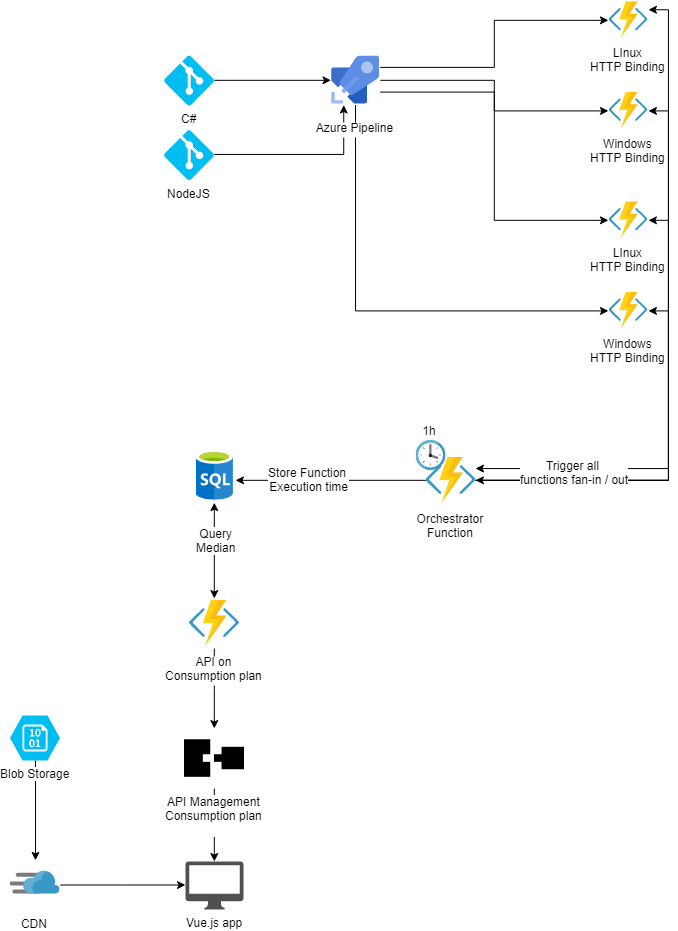 LInux
HTTP Binding
C#
Azure Pipeline
Windows
HTTP Binding
NodeJS
LInux
HTTP Binding
Windows
HTTP Binding
1h
Trigger all
functions fan-in / out
SQL
Store Function
Execution time
Orchestrator
Function
Query
Median
API on
Consumption plan
10
01
Blob Storage
API Management
Consumption plan
CDN
Vue.js app